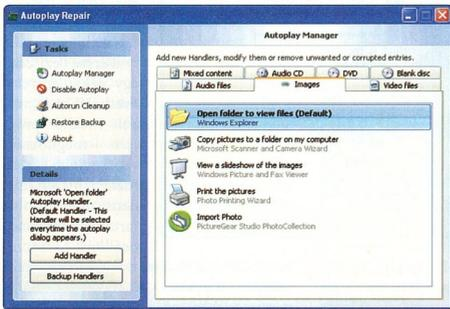 Autoplay Repair
Tasks
Autoplay Manager
Disable Autoplay
Autorun Cleanup
Restore Backup
About
Details
Microsoft 'Open folder'
Autoplay Handler.
(Default Handler - This
Handler will be selected
everytime the autoplay
dialog appears.)
Add Handler
Backup Handlers
Autoplay Manager
Add new Handlers, modify them or remove unwanted or corrupted entries.
Mixed content
Audio CD
DVD
Blank disc
Audio files
Images
Video files
Open folder to view files (Default)
Windows Explorer
Copy pictures to a folder on my computer
Microsoft Scanner and Camera Wizard
View a slideshow of the images
Windows Picture and Fax Viewer
Print the pictures
Photo Printing Wizard
Import Photo
PictureGear Studio PhotoCollection